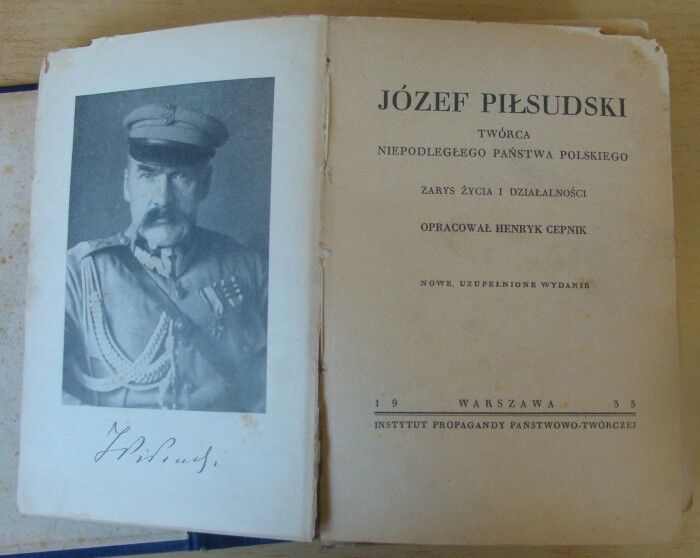 J. Piłsudski.
JÓZEF PIŁSUDSKI
TWÓRCA
NIEPODLEGŁEGO PAŃSTWA POLSKIEGO
ZARYS ŻYCIA I DZIAŁALNOŚCI
OPRACOWAŁ HENRYK CEPNIK
NOWE, UZUPEŁNIONE WYDANIE
19 WARSZAWA 33
INSTYTUT PROPAGANDY PAŃSTWOWO-TWÓRCZEJ